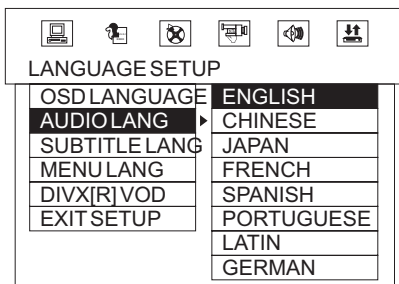 LANGUAGE SETUP
OSD LANGUAGE ENGLISH
AUDIO LANG CHINESE
SUBTITLE LANG JAPAN
MENU LANG FRENCH
DIVX[R] VOD SPANISH
EXIT SETUP PORTUGUESE
LATIN
GERMAN